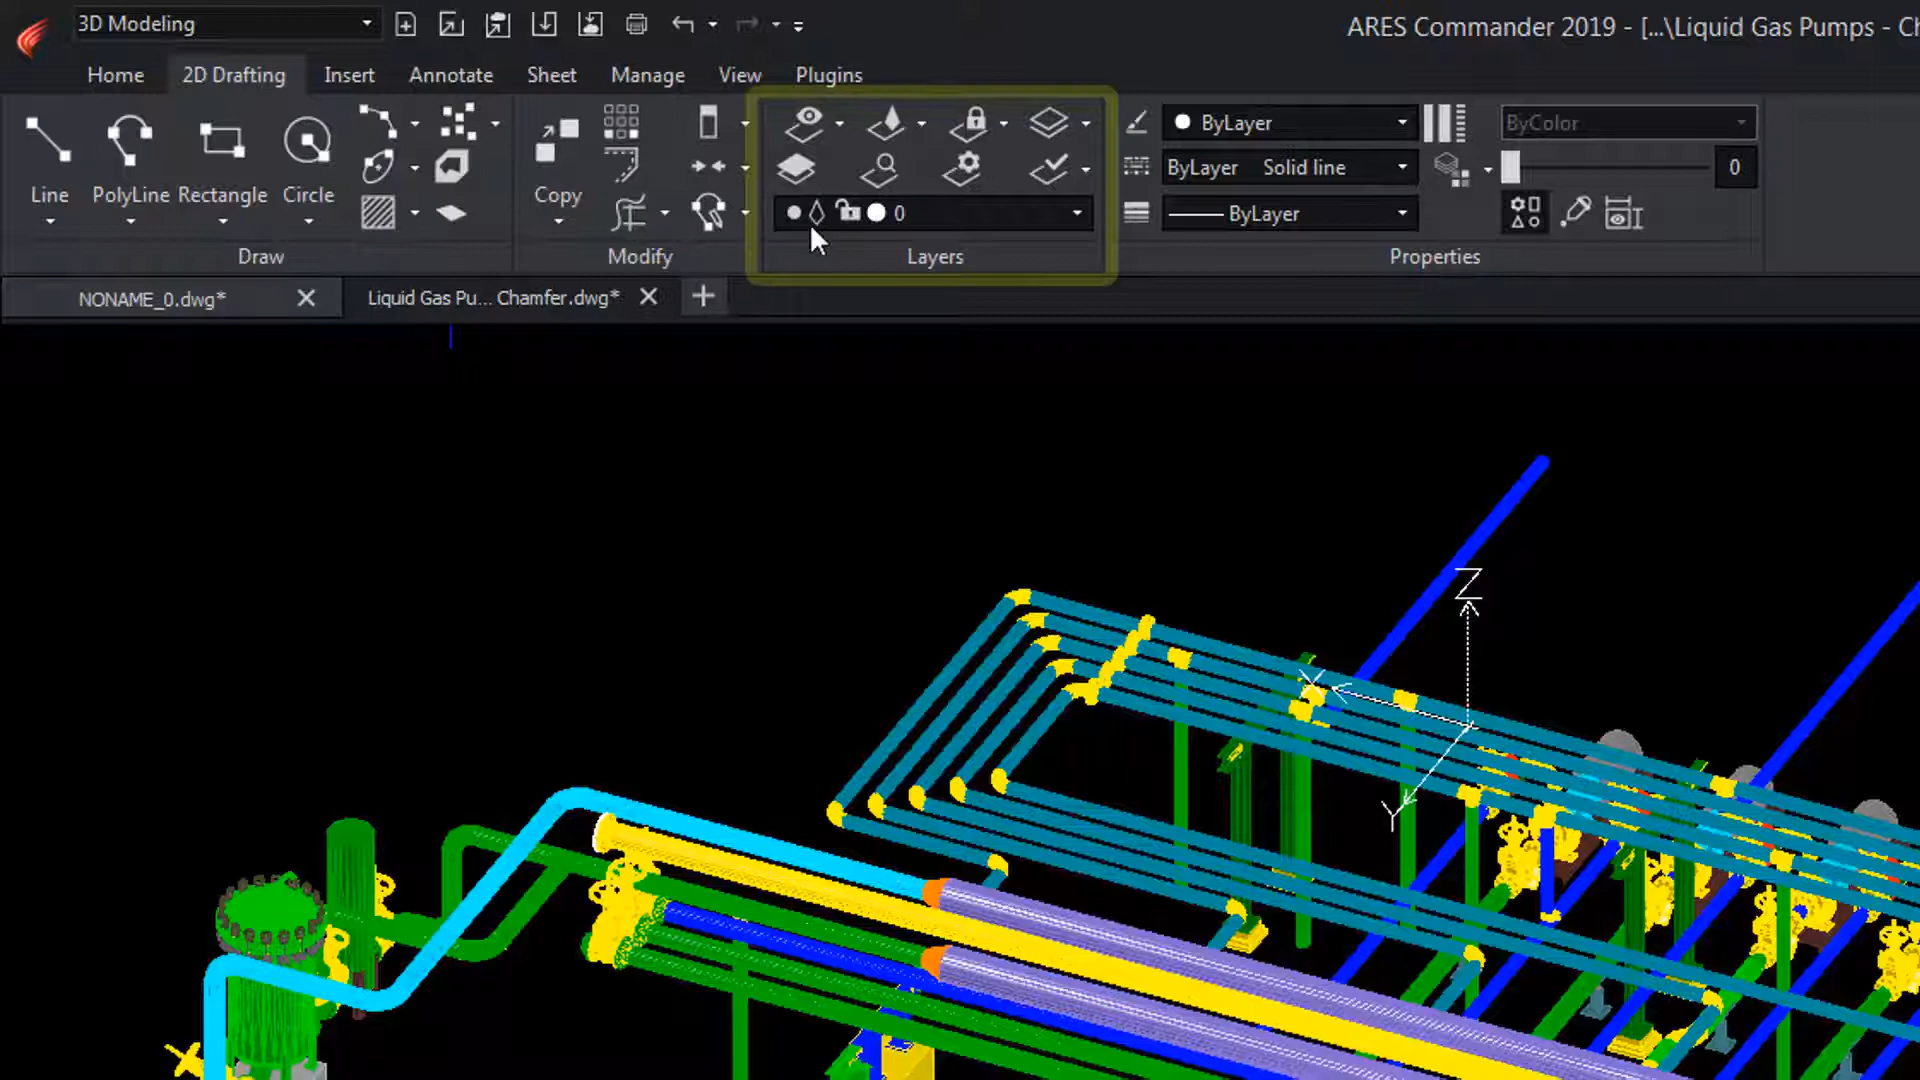 3D Modeling
ARES Commander 2019 - [...\Liquid Gas Pumps - Ch
Home 2D Drafting Insert Annotate Sheet Manage View Plugins
Line PolyLine Rectangle Circle
Draw
Copy
Modify
0
Layers
ByLayer
ByLayer Solid line
ByLayer
ByColor
0
Properties
NONAME_0.dwg*
Liquid Gas Pu... Chamfer.dwg*
Z
X
Y